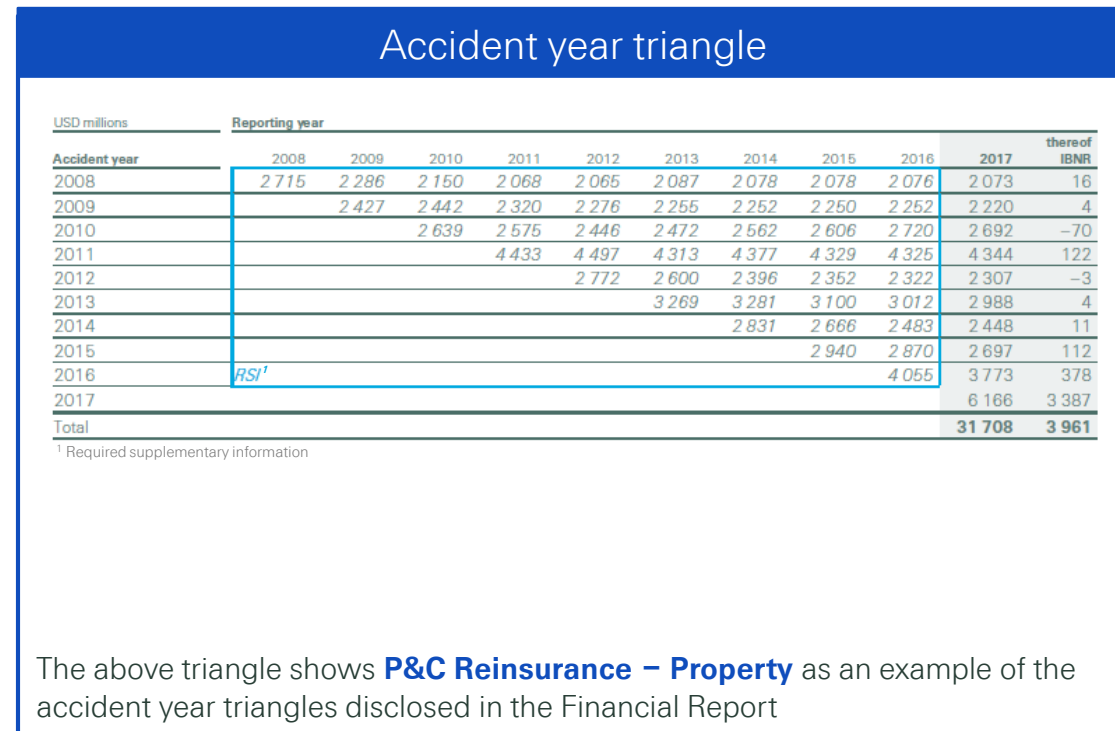 Accident year triangle
USD millions Reporting year
Accident year 2008 2009 2010 2011 2012 2013 2014 2015 2016 2017 thereof IBNR
2008 2 715 2 286 2 150 2 068 2 065 2 087 2 078 2 078 2 076 2 073 16
2009 2 427 2 442 2 320 2 276 2 255 2 252 2 250 2 252 2 220 4
2010 2 639 2 575 2 446 2 472 2 562 2 606 2 720 2 692 –70
2011 4 433 4 497 4 313 4 377 4 329 4 325 4 344 122
2012 2 772 2 600 2 396 2 352 2 322 2 307 –3
2013 3 269 3 281 3 100 3 012 2 988 4
2014 2 831 2 666 2 483 2 448 11
2015 2 940 2 870 2 697 112
2016 RSI¹ 4 055 3 773 378
2017 6 166 3 387
Total 31 708 3 961
¹ Required supplementary information
The above triangle shows P&C Reinsurance – Property as an example of the
accident year triangles disclosed in the Financial Report